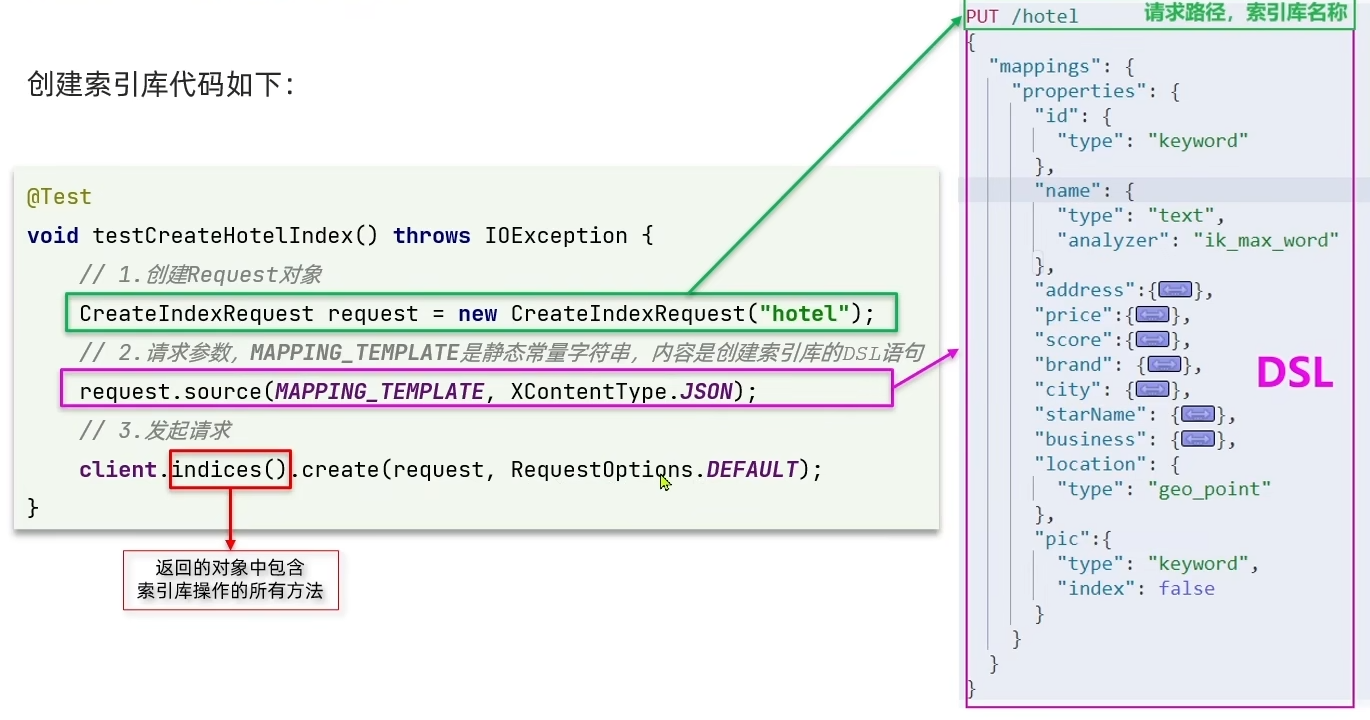 创建索引库代码如下：
@Test
void testCreateHotelIndex() throws IOException {
// 1.创建Request对象
CreateIndexRequest request = new CreateIndexRequest("hotel");
// 2.请求参数，MAPPING_TEMPLATE是静态常量字符串，内容是创建索引库的DSL语句
request.source(MAPPING_TEMPLATE, XContentType.JSON);
// 3.发起请求
client.indices().create(request, RequestOptions.DEFAULT);
}
返回的对象中包含
索引库操作的所有方法
PUT /hotel 请求路径，索引库名称
{
"mappings": {
"properties": {
"id": {
"type": "keyword"
},
"name": {
"type": "text",
"analyzer": "ik_max_word"
},
"address":{},
"price":{},
"score":{},
"brand": {},
"city": {},
"starName": {},
"business": {},
"location": {
"type": "geo_point"
},
"pic":{
"type": "keyword",
"index": false
}
}
}
}
DSL